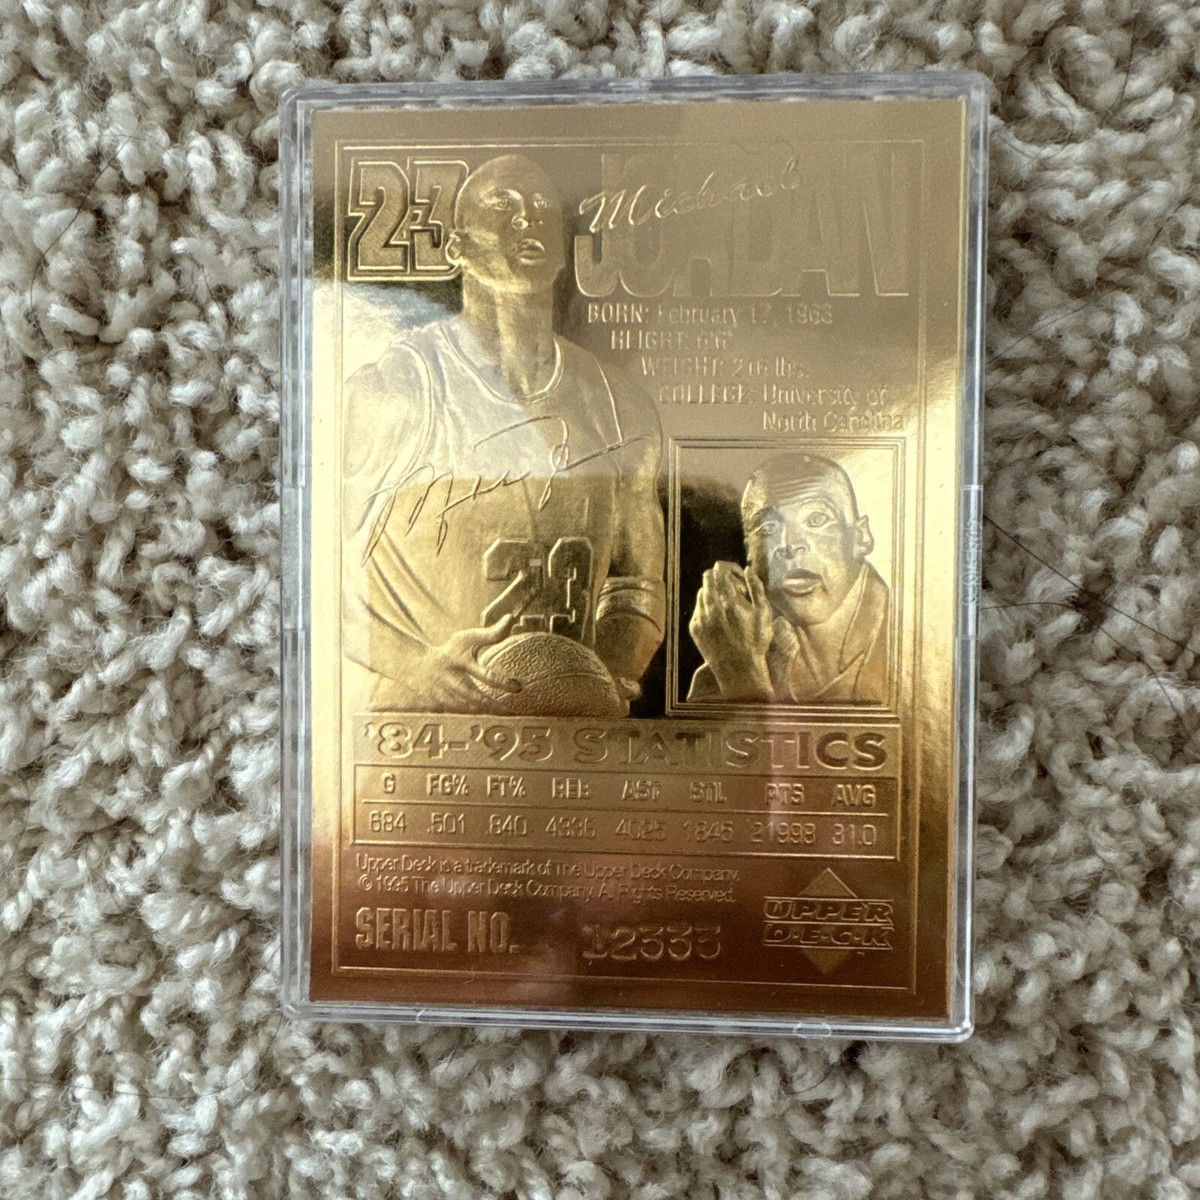 23
Michael
JORDAN
BORN: February 17, 1963
HEIGHT: 6'6"
WEIGHT: 216 lbs.
COLLEGE: University of
North Carolina
23
'84-'95 STATISTICS
G FG% FT% REB AST STL PTS AVG
684 .501 .840 4335 4025 1845 21998 31.0
Upper Deck is a trademark of The Upper Deck Company.
© 1995 The Upper Deck Company. All Rights Reserved.
SERIAL NO. 12333
UPPER
D·E·C·K